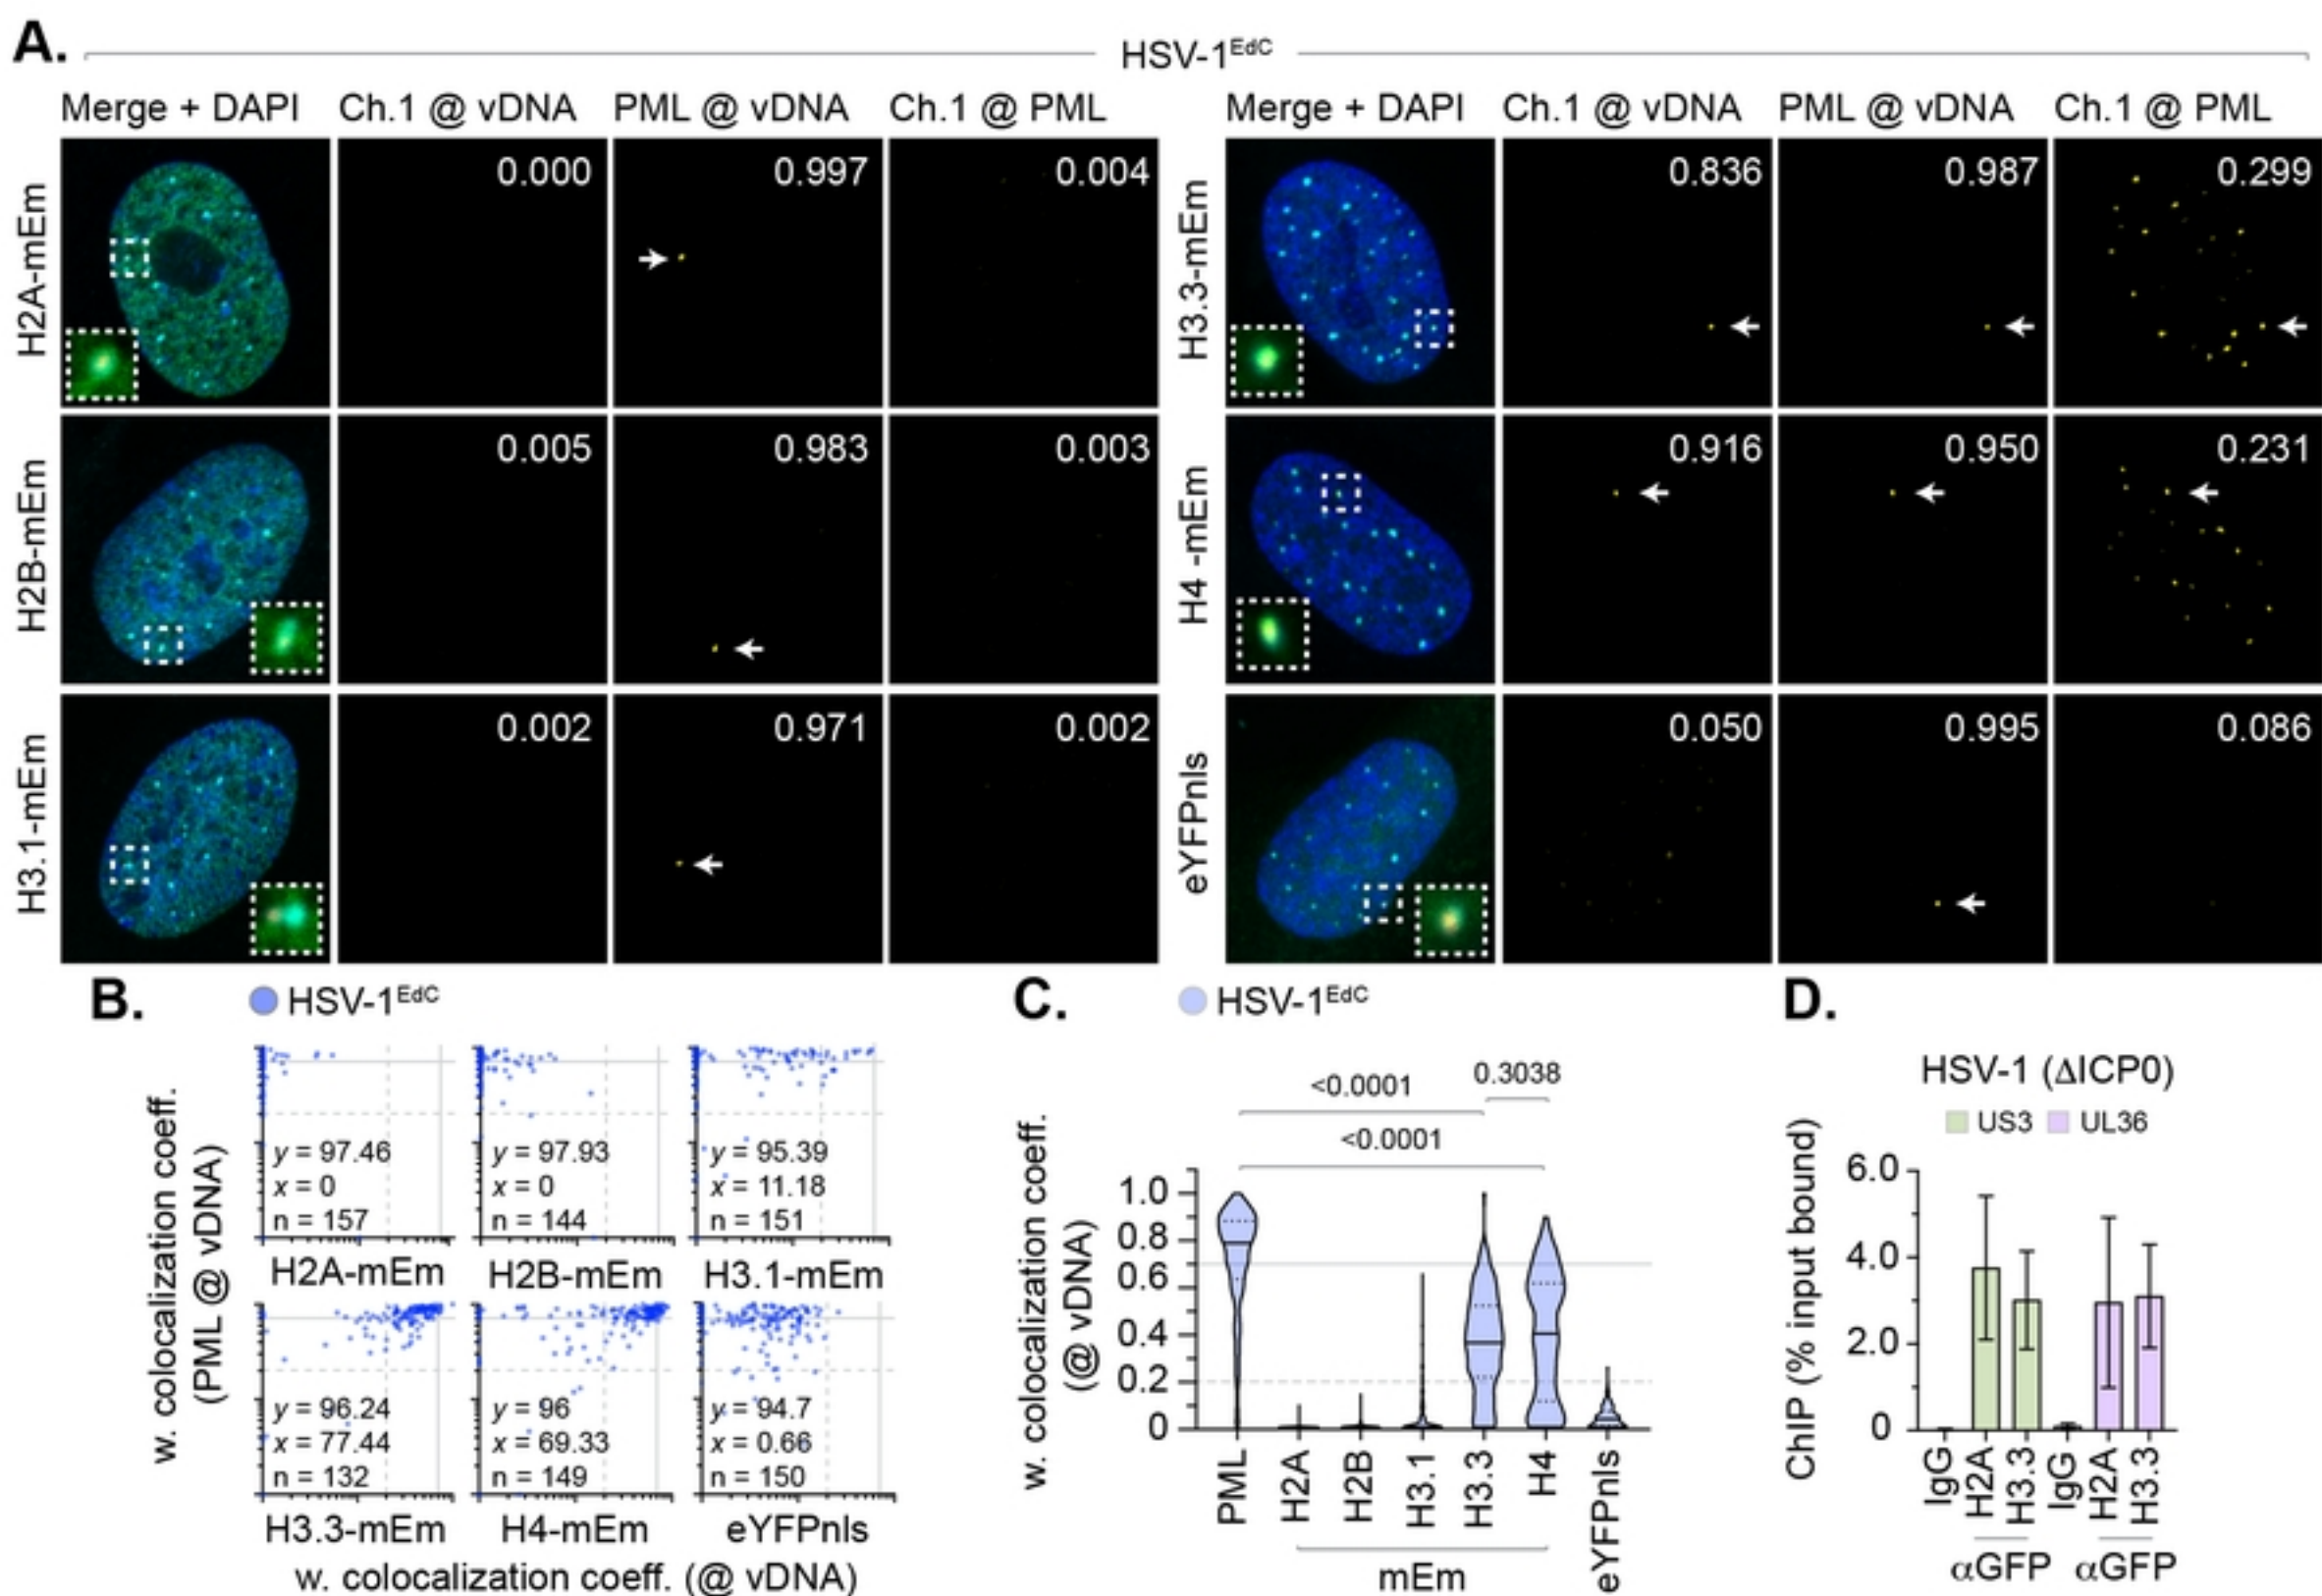 A.
HSV-1EdC
Merge + DAPI Ch.1 @ vDNA PML @ vDNA Ch.1 @ PML
H2A-mEm
0.000 0.997 0.004
H2B-mEm
0.005 0.983 0.003
H3.1-mEm
0.002 0.971 0.002
Merge + DAPI Ch.1 @ vDNA PML @ vDNA Ch.1 @ PML
H3.3-mEm
0.836 0.987 0.299
H4 -mEm
0.916 0.950 0.231
eYFPnls
0.050 0.995 0.086
B.
HSV-1EdC
w. colocalization coeff.
(PML @ vDNA)
y = 97.46
x = 0
n = 157
H2A-mEm
y = 97.93
x = 0
n = 144
H2B-mEm
y = 95.39
x = 11.18
n = 151
H3.1-mEm
y = 96.24
x = 77.44
n = 132
H3.3-mEm
y = 96
x = 69.33
n = 149
H4-mEm
y = 94.7
x = 0.66
n = 150
eYFPnls
w. colocalization coeff. (@ vDNA)
C.
HSV-1EdC
w. colocalization coeff.
(@ vDNA)
<0.0001
0.3038
<0.0001
1.0
0.8
0.6
0.4
0.2
0
PML H2A H2B H3.1 H3.3 H4 eYFPnls
mEm
D.
HSV-1 (ΔICP0)
US3 UL36
ChIP (% input bound)
6.0
4.0
2.0
0
IgG H2A H3.3 IgG H2A H3.3
αGFP αGFP